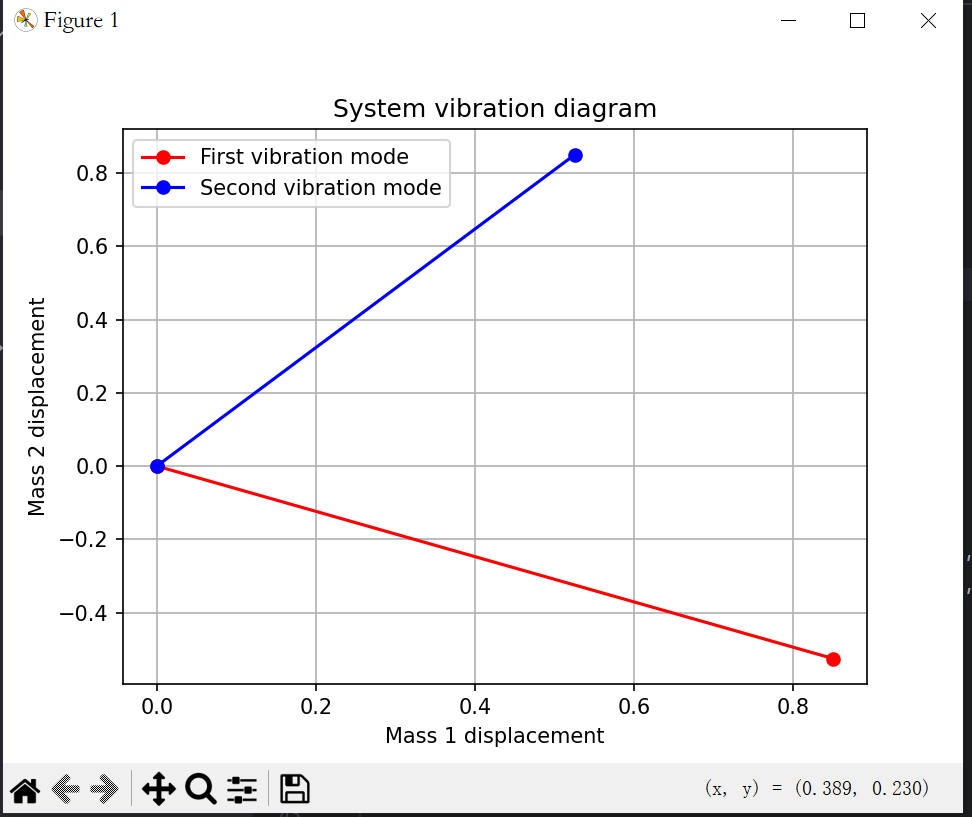 Figure 1
System vibration diagram
First vibration mode
Second vibration mode
0.8
0.6
0.4
0.2
0.0
−0.2
−0.4
Mass 2 displacement
0.0 0.2 0.4 0.6 0.8
Mass 1 displacement
(x, y) = (0.389, 0.230)